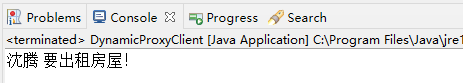 Problems Console Progress Search
<terminated> DynamicProxyClient [Java Application] C:\Program Files\Java\jre1
沈腾 要出租房屋!